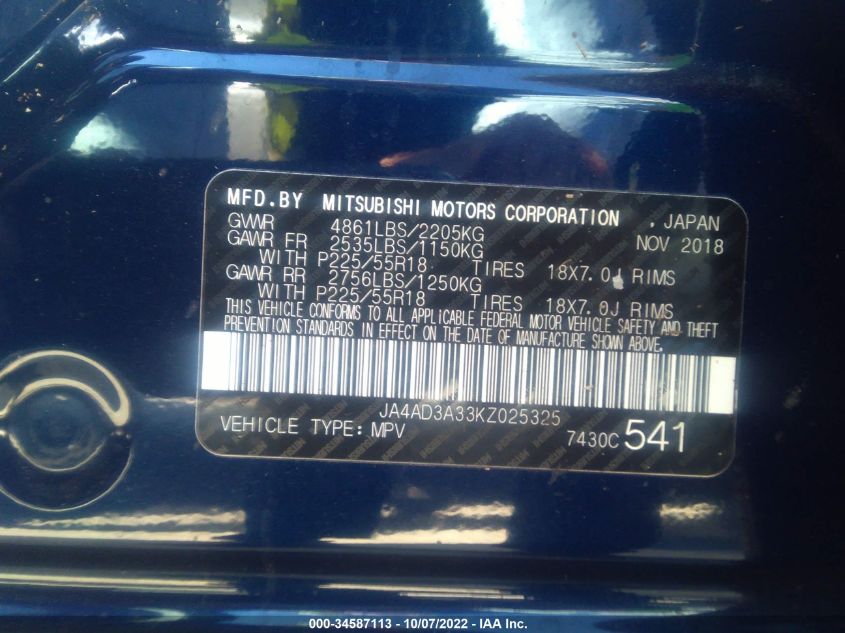 MFD.BY MITSUBISHI MOTORS CORPORATION , JAPAN
GVWR 4861LBS/2205KG NOV 2018
GAWR FR 2535LBS/1150KG
WITH P225/55R18 TIRES 18X7.0J RIMS
GAWR RR 2756LBS/1250KG
WITH P225/55R18 TIRES 18X7.0J RIMS
THIS VEHICLE CONFORMS TO ALL APPLICABLE FEDERAL MOTOR VEHICLE SAFETY AND THEFT
PREVENTION STANDARDS IN EFFECT ON THE DATE OF MANUFACTURE SHOWN ABOVE.
JA4AD3A33KZ025325
VEHICLE TYPE: MPV 7430C 541
000-34587113 - 10/07/2022 - IAA Inc.